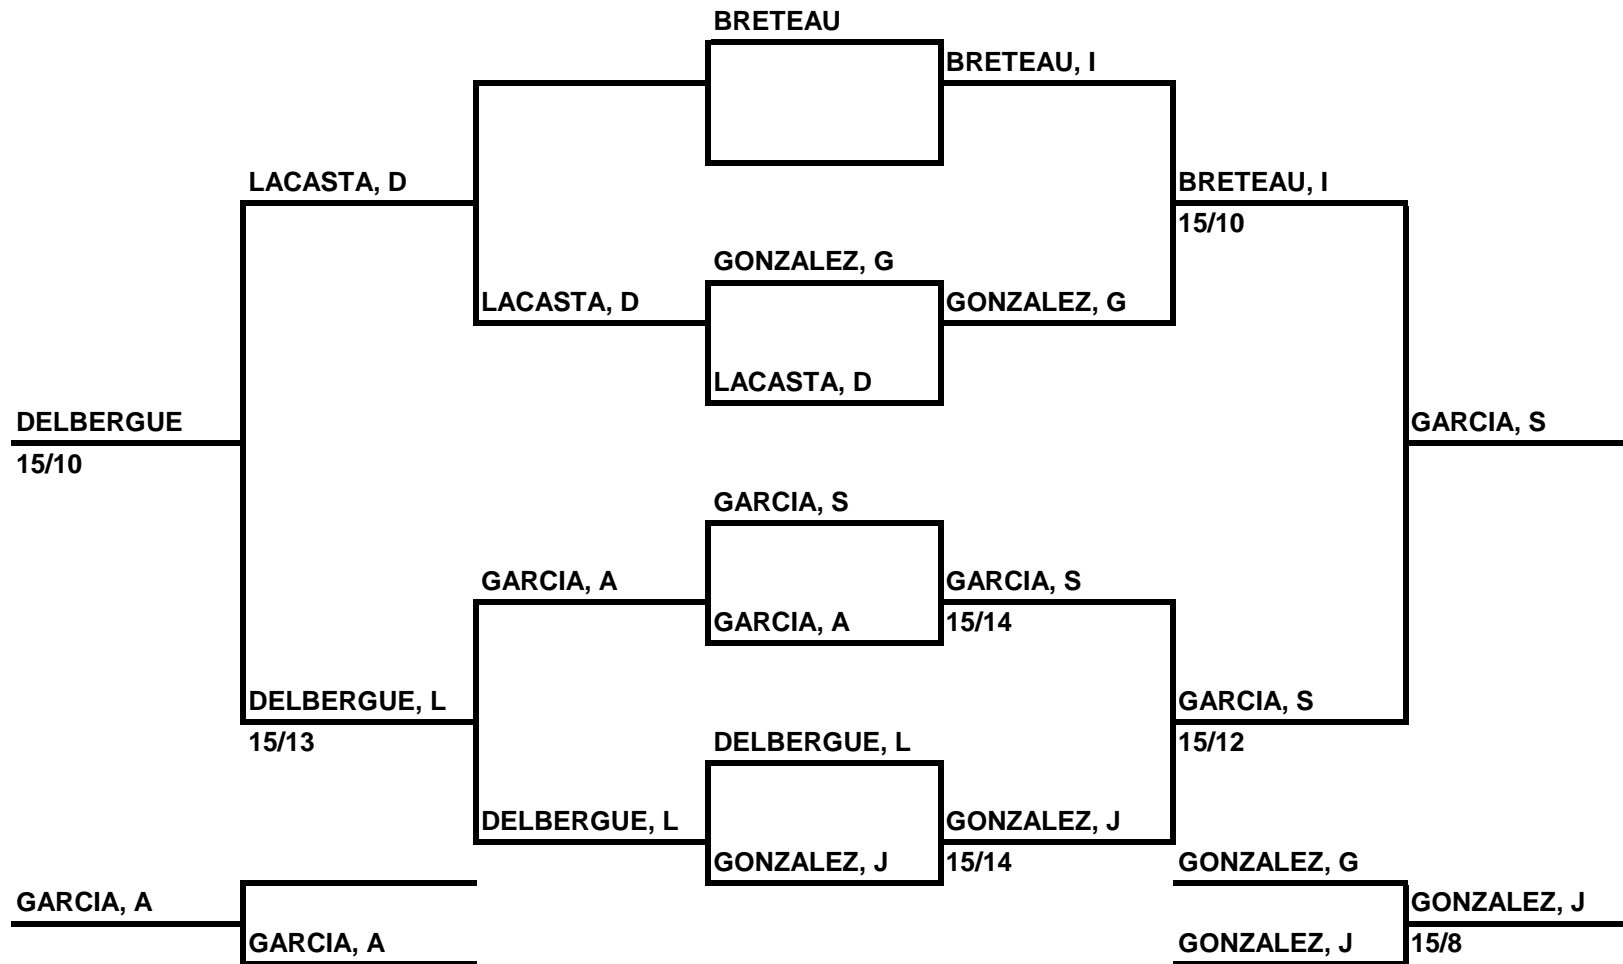 BRETEAU
BRETEAU, I
LACASTA, D
BRETEAU, I
15/10
GONZALEZ, G
LACASTA, D
GONZALEZ, G
LACASTA, D
DELBERGUE
GARCIA, S
15/10
GARCIA, S
GARCIA, A
GARCIA, S
GARCIA, A
15/14
DELBERGUE, L
GARCIA, S
15/13
DELBERGUE, L
15/12
DELBERGUE, L
GONZALEZ, J
GONZALEZ, J
15/14
GONZALEZ, G
GARCIA, A
GONZALEZ, J
GARCIA, A
GONZALEZ, J
15/8